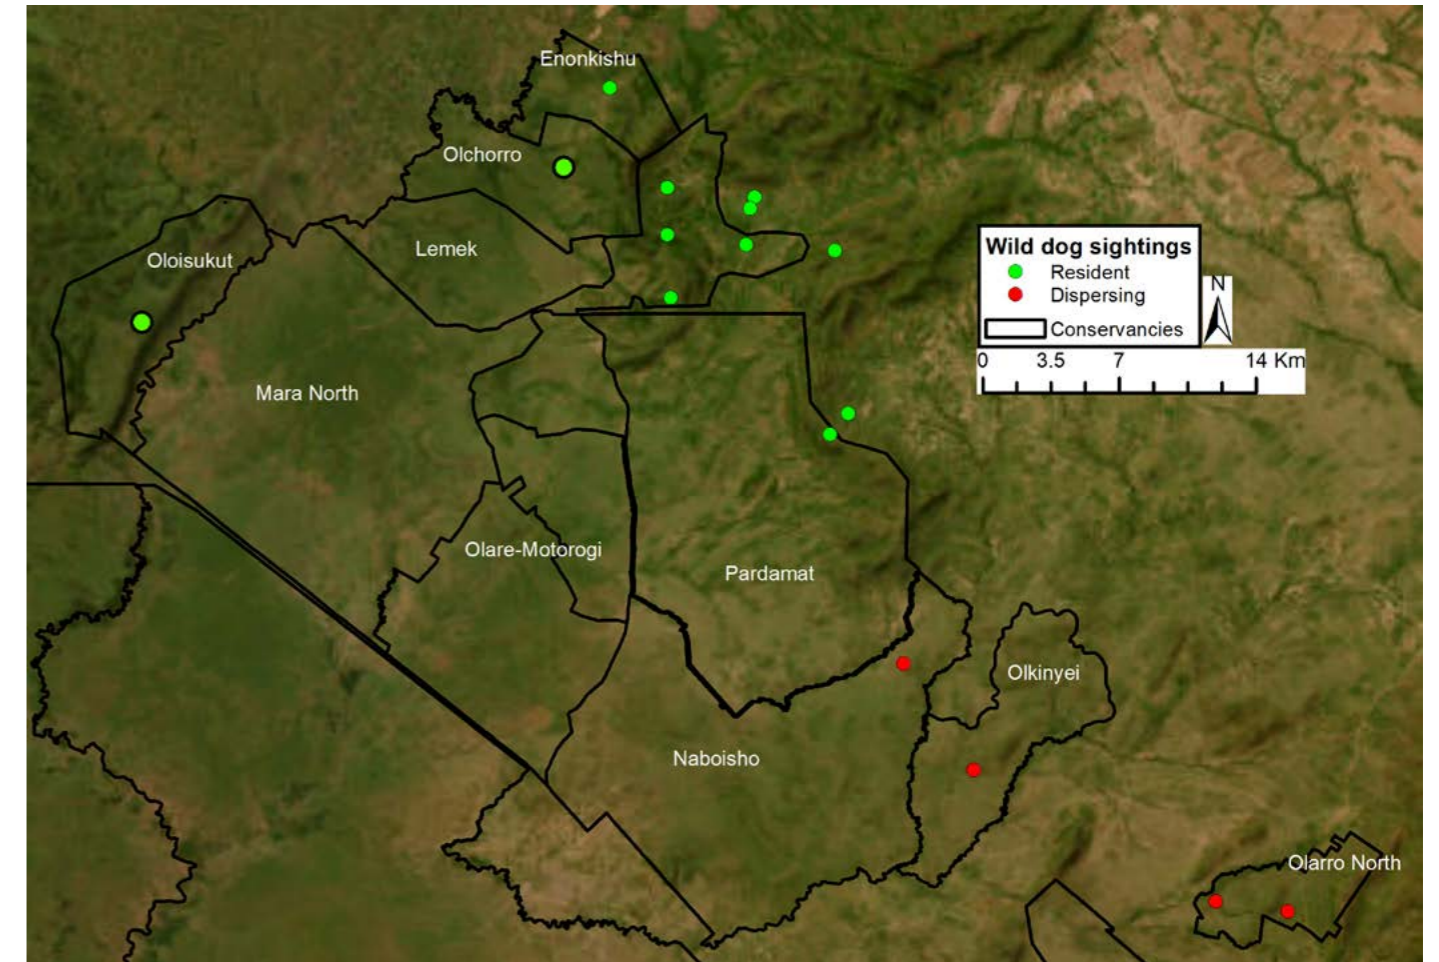 Enonkishu
Olchorro
Lemek
Oloisukut
Wild dog sightings
Resident
Dispersing
Conservancies
N
0 3.5 7 14 Km
Mara North
Olare-Motorogi
Pardamat
Olkinyei
Naboisho
Olarro North